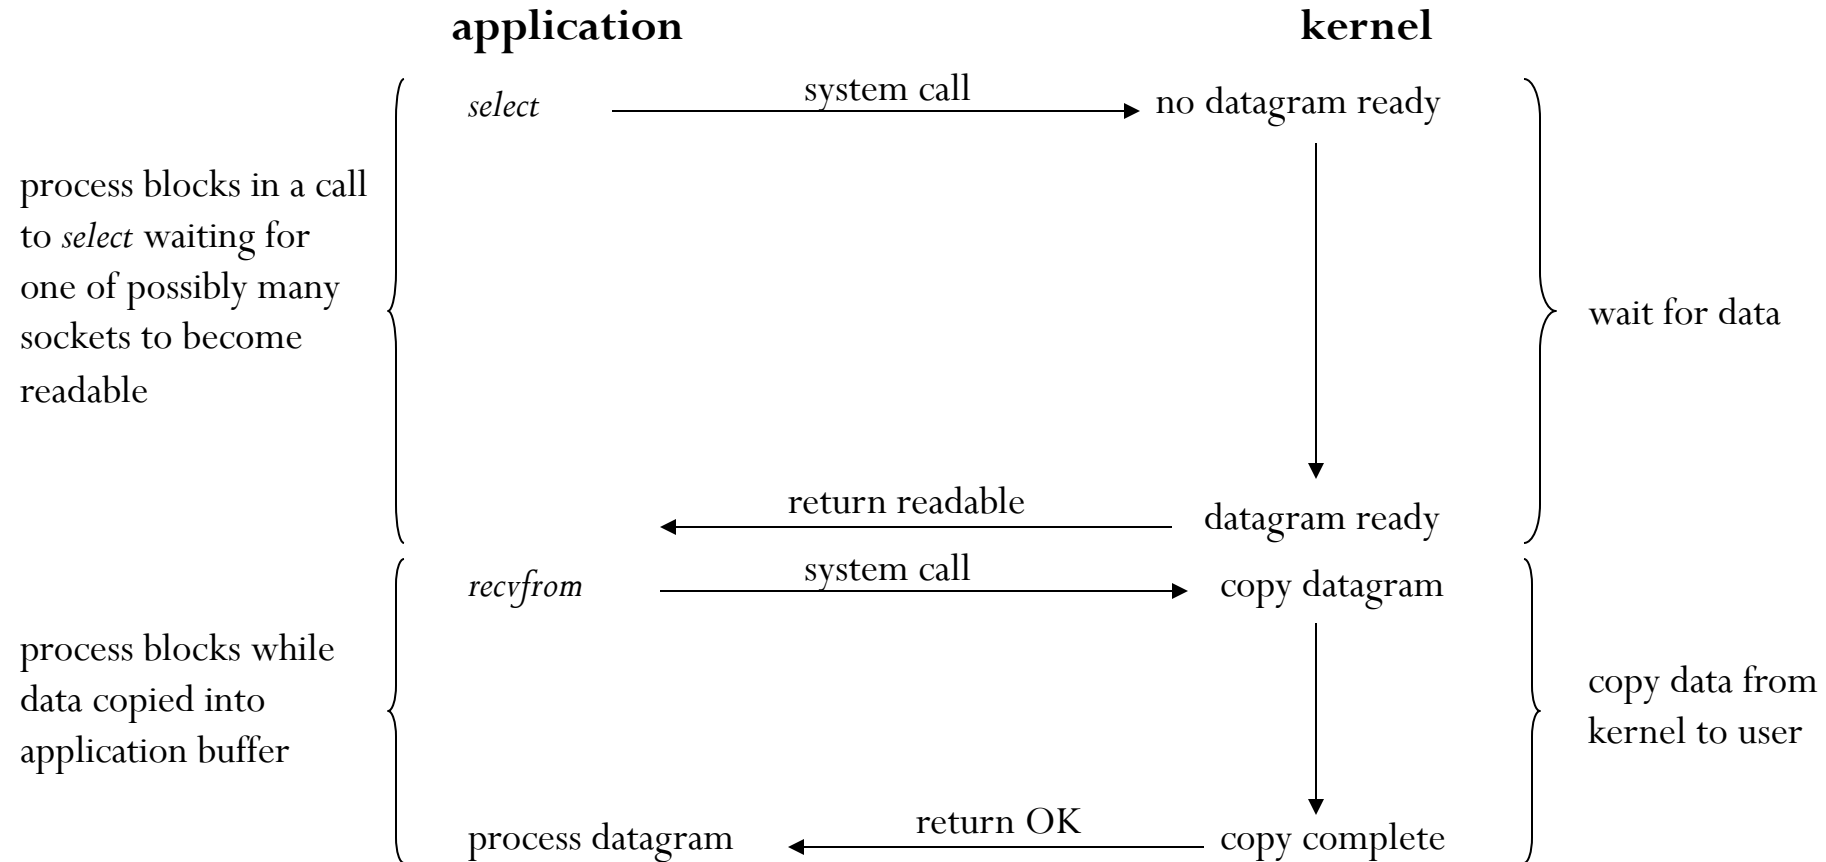 application kernel
select system call no datagram ready
process blocks in a call
to select waiting for
one of possibly many
sockets to become
readable
wait for data
return readable datagram ready
recvfrom system call copy datagram
process blocks while
data copied into
application buffer
copy data from
kernel to user
process datagram return OK copy complete